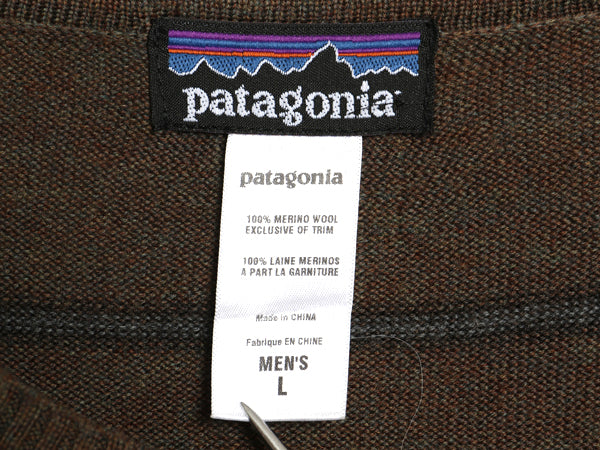 patagonia
patagonia
100% MERINO WOOL
EXCLUSIVE OF TRIM
100% LAINE MERINOS
A PART LA GARNITURE
Made in CHINA
Fabrique EN CHINE
MEN'S
L